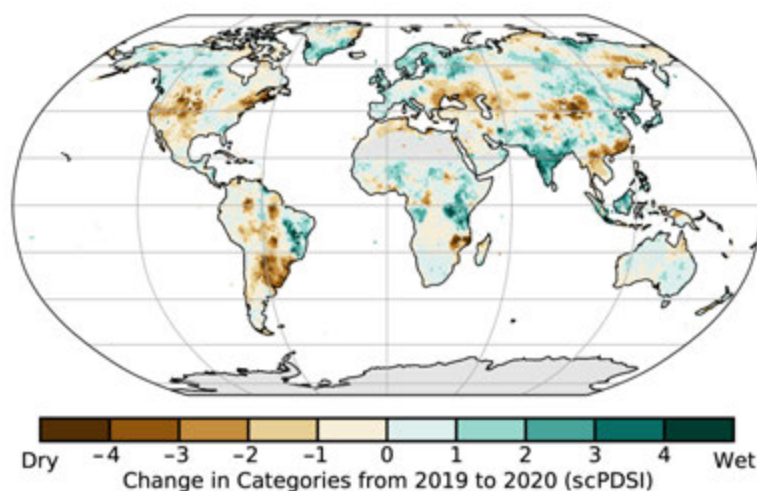 Dry −4 −3 −2 −1 0 1 2 3 4 Wet
Change in Categories from 2019 to 2020 (scPDSI)